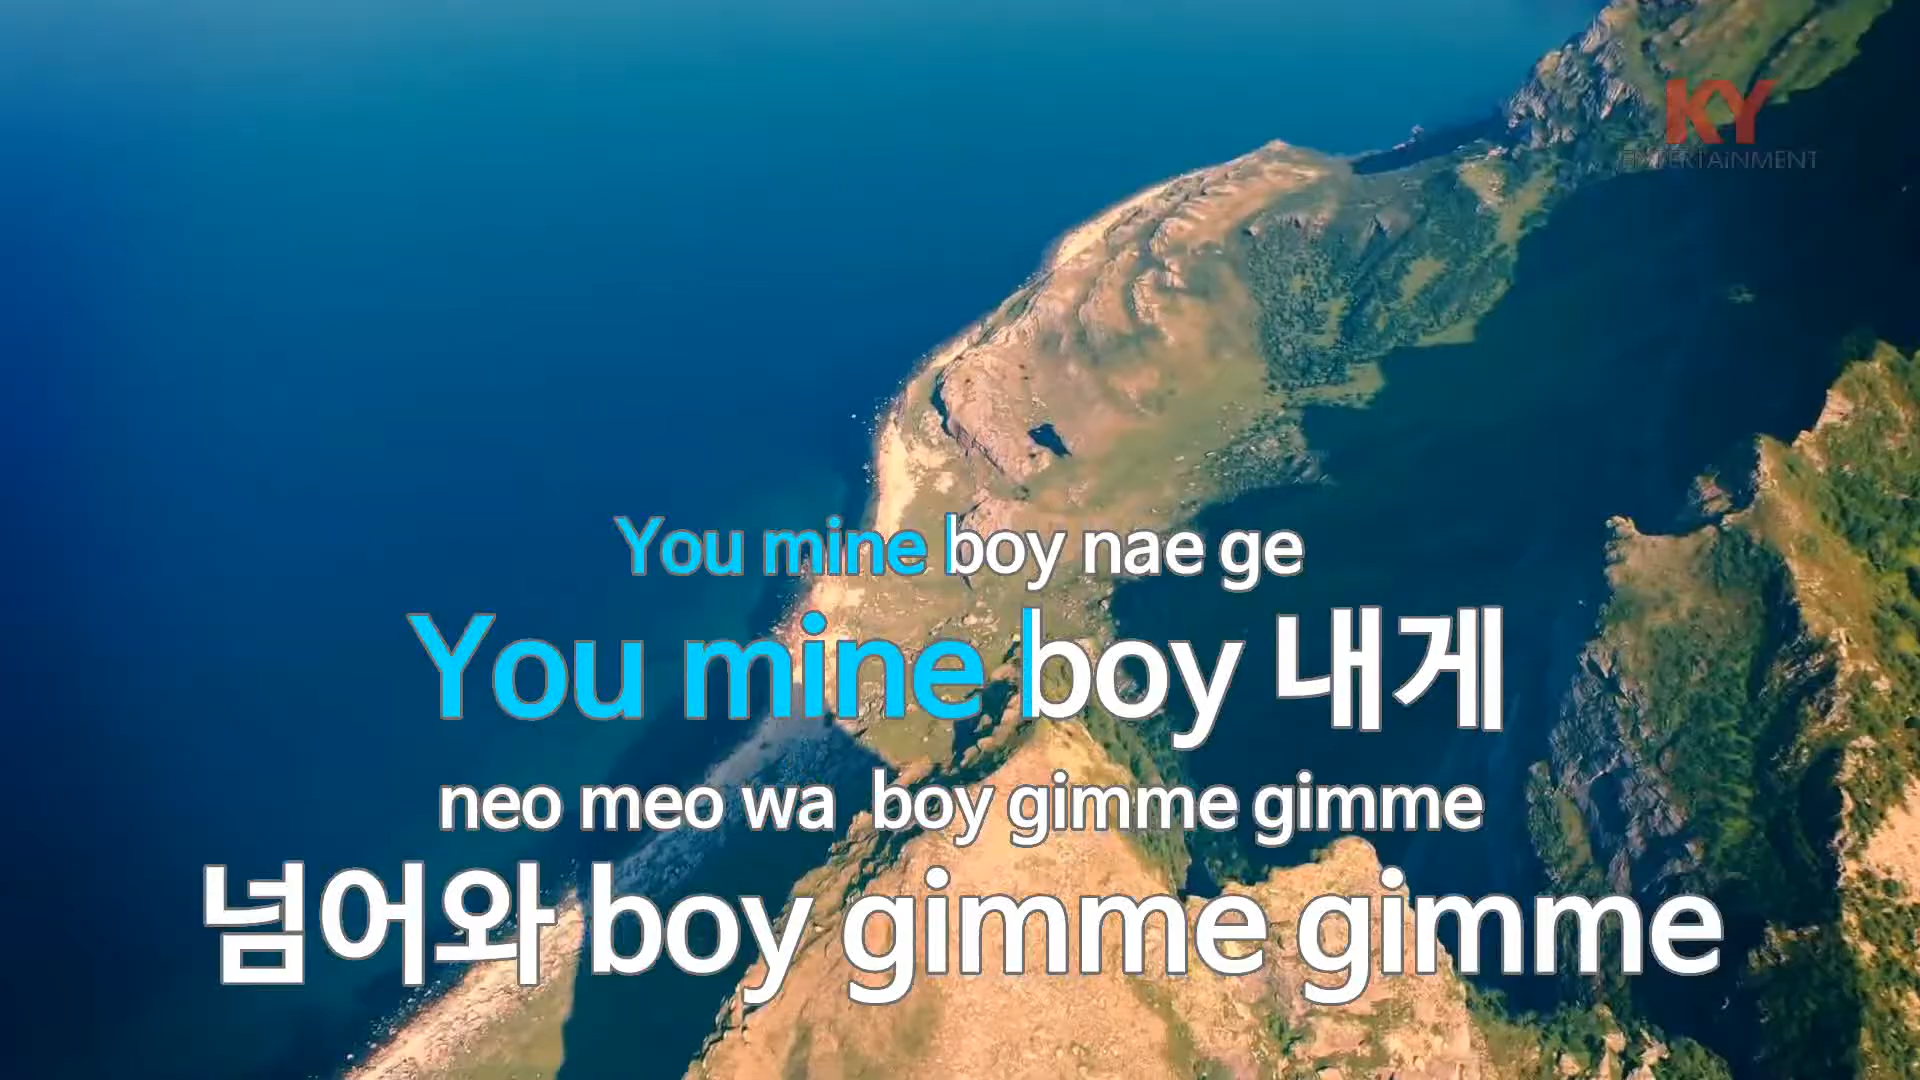 KY
ENTERTAiNMENT
You mine boy nae ge
You mine boy 내게
neo meo wa boy gimme gimme
넘어와 boy gimme gimme